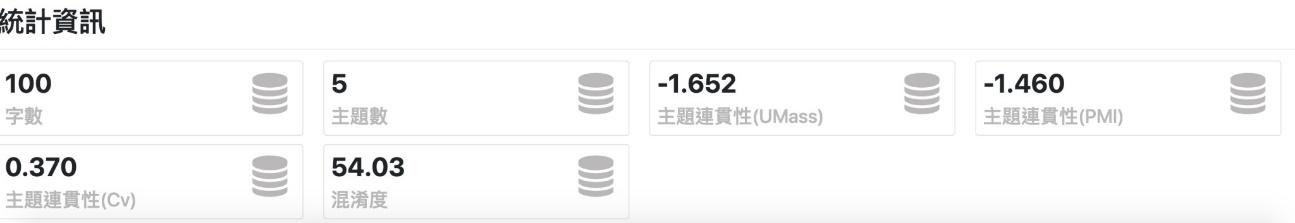 統計資訊
100
字數
5
主題數
-1.652
主題連貫性(UMass)
-1.460
主題連貫性(PMI)
0.370
主題連貫性(Cv)
54.03
混淆度